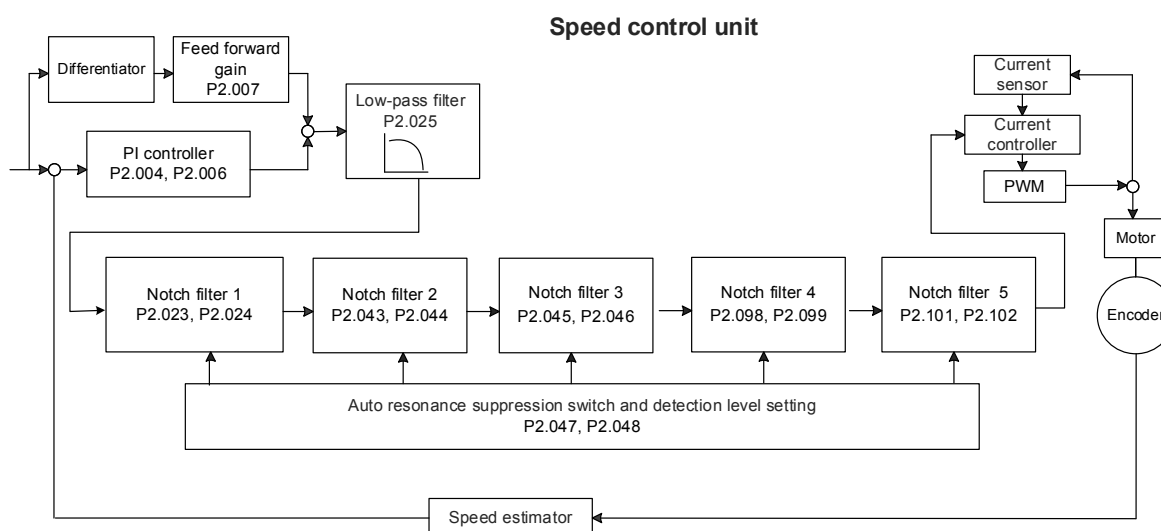 Speed control unit
Differentiator
Feed forward
gain
P2.007
Low-pass filter
P2.025
PI controller
P2.004, P2.006
Current
sensor
Current
controller
PWM
Motor
Encoder
Notch filter 1
P2.023, P2.024
Notch filter 2
P2.043, P2.044
Notch filter 3
P2.045, P2.046
Notch filter 4
P2.098, P2.099
Notch filter 5
P2.101, P2.102
Auto resonance suppression switch and detection level setting
P2.047, P2.048
Speed estimator